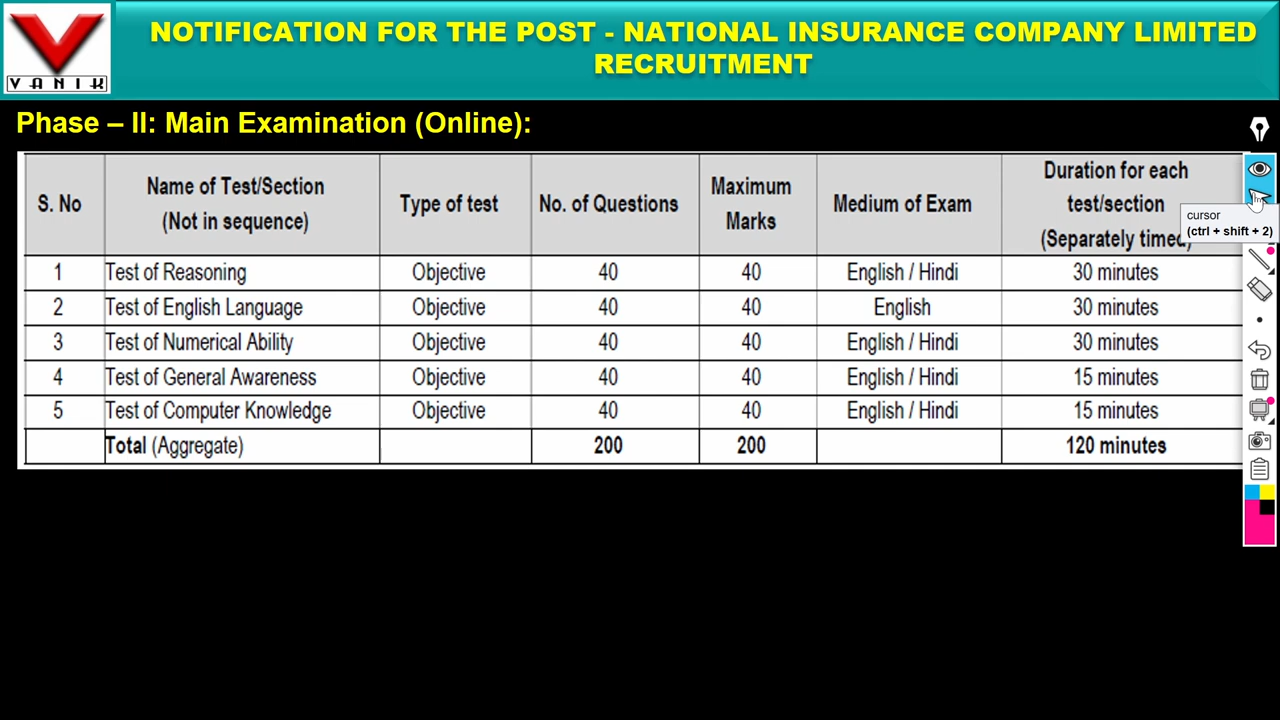 NOTIFICATION FOR THE POST - NATIONAL INSURANCE COMPANY LIMITED
RECRUITMENT
VANIK
Phase – II: Main Examination (Online):
S. No | Name of Test/Section (Not in sequence) | Type of test | No. of Questions | Maximum Marks | Medium of Exam | Duration for each test/section (Separately timed)
1 | Test of Reasoning | Objective | 40 | 40 | English / Hindi | 30 minutes
2 | Test of English Language | Objective | 40 | 40 | English | 30 minutes
3 | Test of Numerical Ability | Objective | 40 | 40 | English / Hindi | 30 minutes
4 | Test of General Awareness | Objective | 40 | 40 | English / Hindi | 15 minutes
5 | Test of Computer Knowledge | Objective | 40 | 40 | English / Hindi | 15 minutes
Total (Aggregate) | 200 | 200 | 120 minutes
cursor
(ctrl + shift + 2)